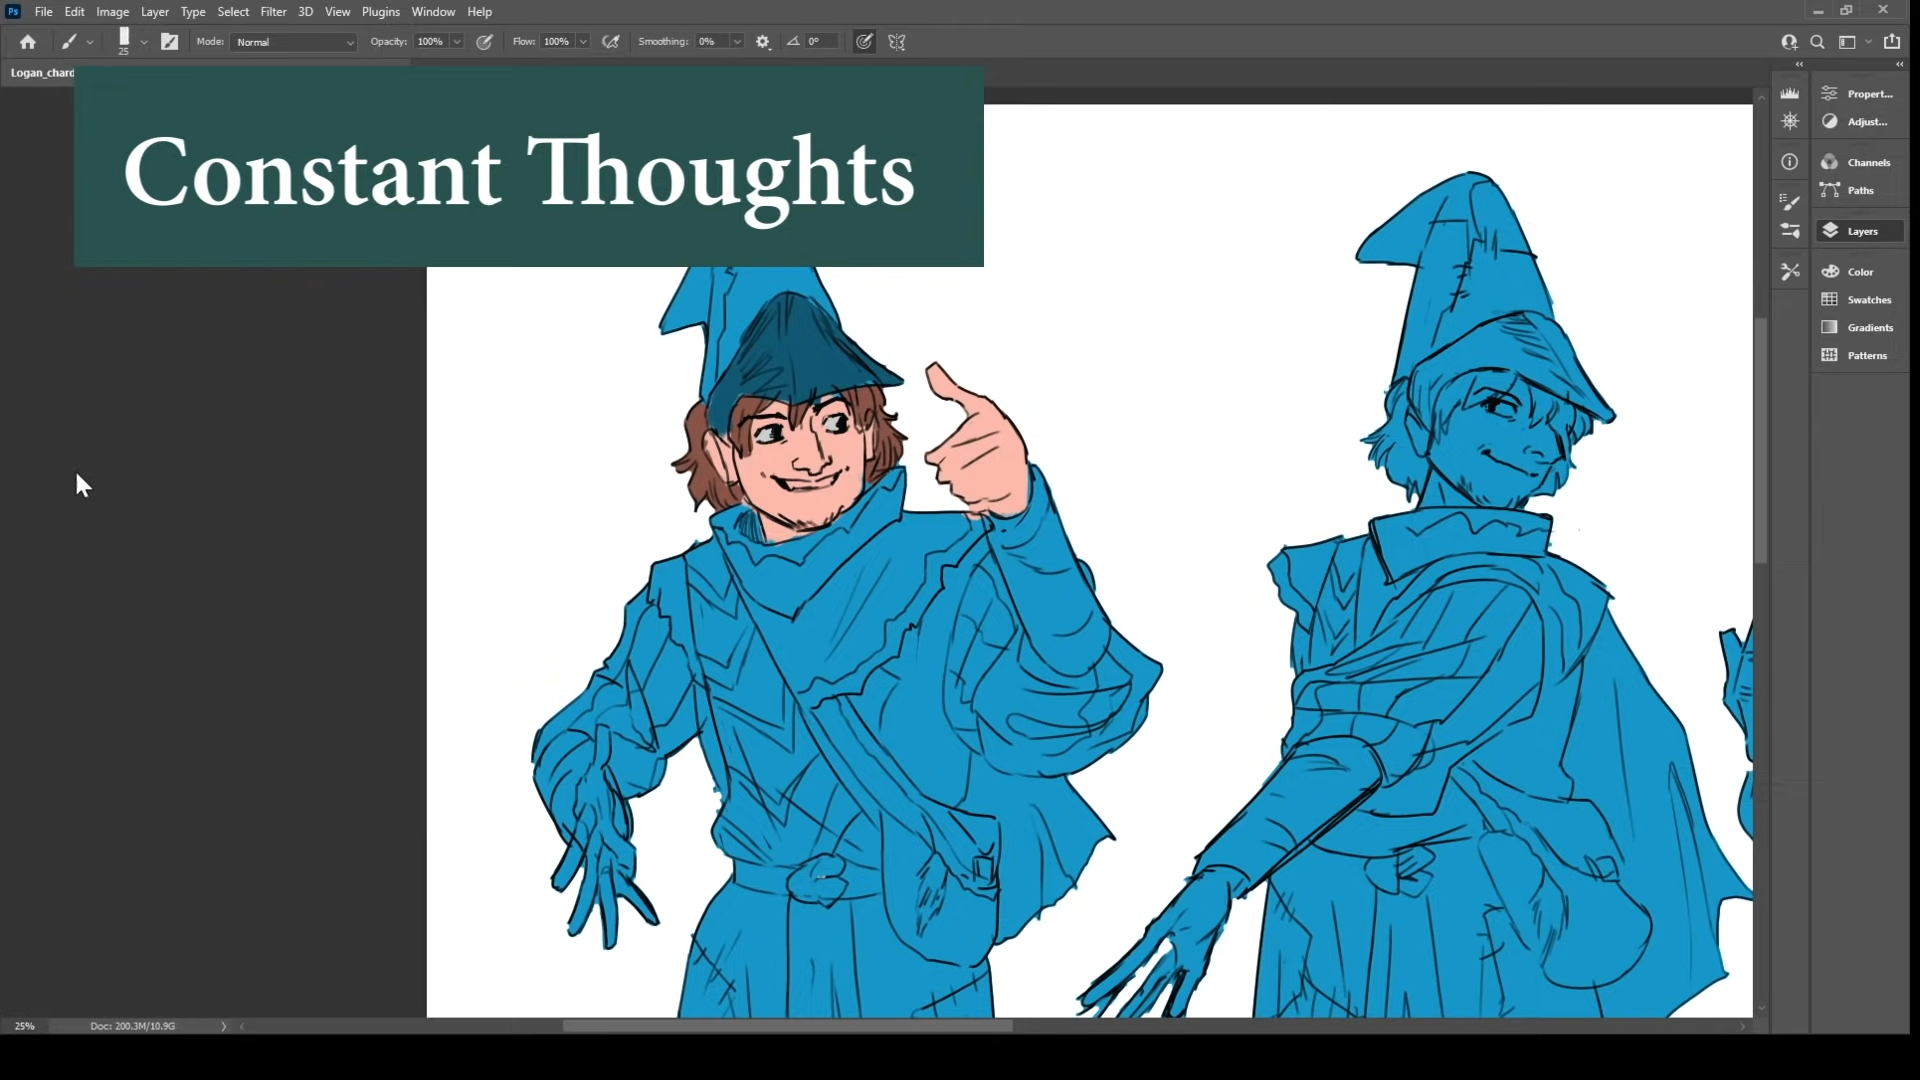 Ps File Edit Image Layer Type Select Filter 3D View Plugins Window Help
25 Mode: Normal Opacity: 100% Flow: 100% Smoothing: 0% 0°
Logan_chard
Constant Thoughts
Propert...
Adjust...
Channels
Paths
Layers
Color
Swatches
Gradients
Patterns
25% Doc: 200.3M/10.9G